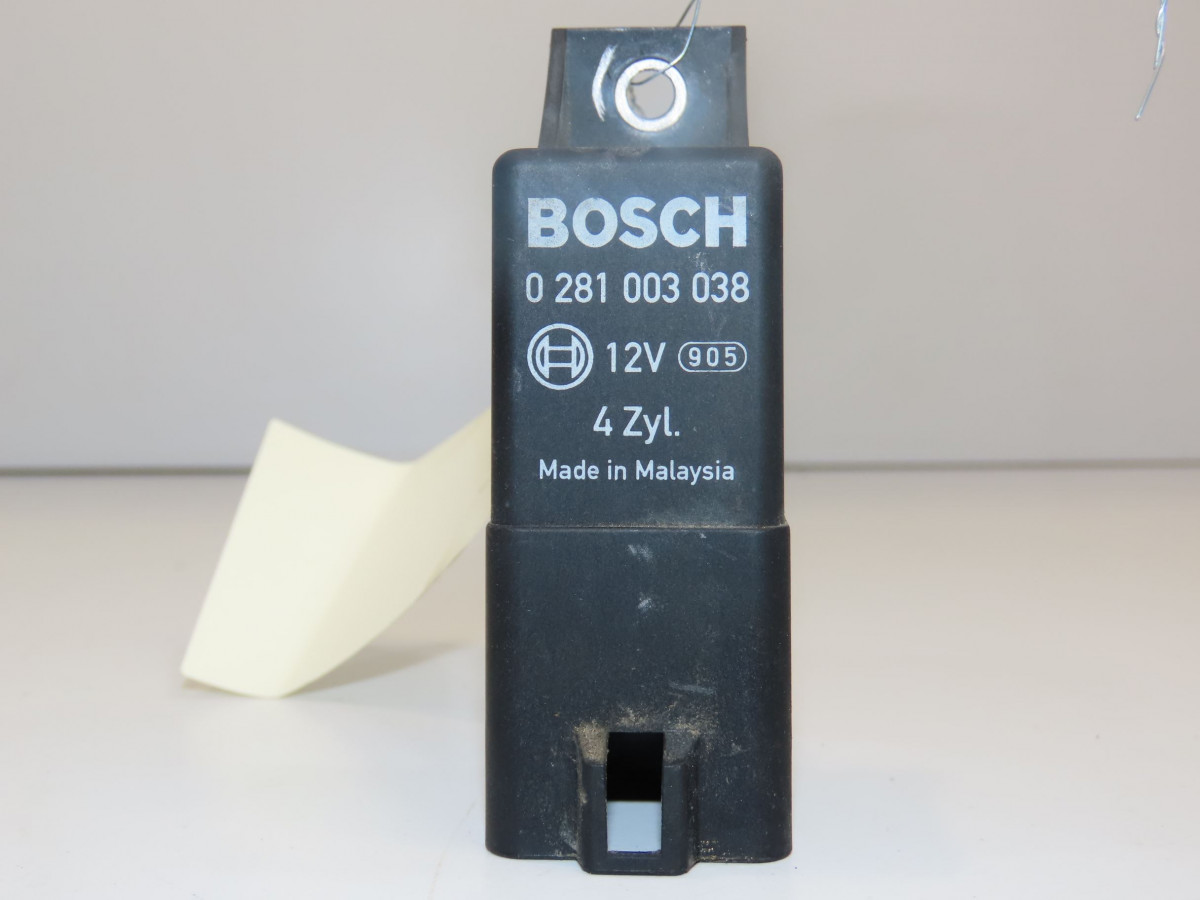 BOSCH
0 281 003 038
12V 905
4 Zyl.
Made in Malaysia